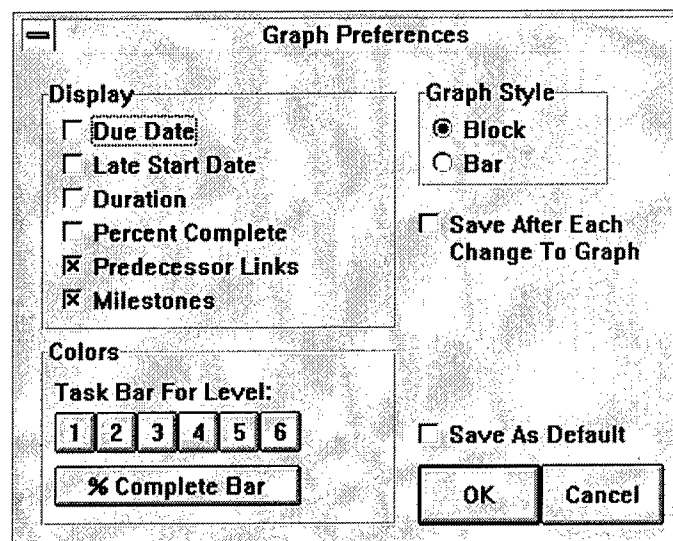 Graph Preferences
Display
Due Date
Late Start Date
Duration
Percent Complete
Predecessor Links
Milestones
Graph Style
Block
Bar
Save After Each
Change To Graph
Colors
Task Bar For Level:
1 2 3 4 5 6
% Complete Bar
Save As Default
OK Cancel